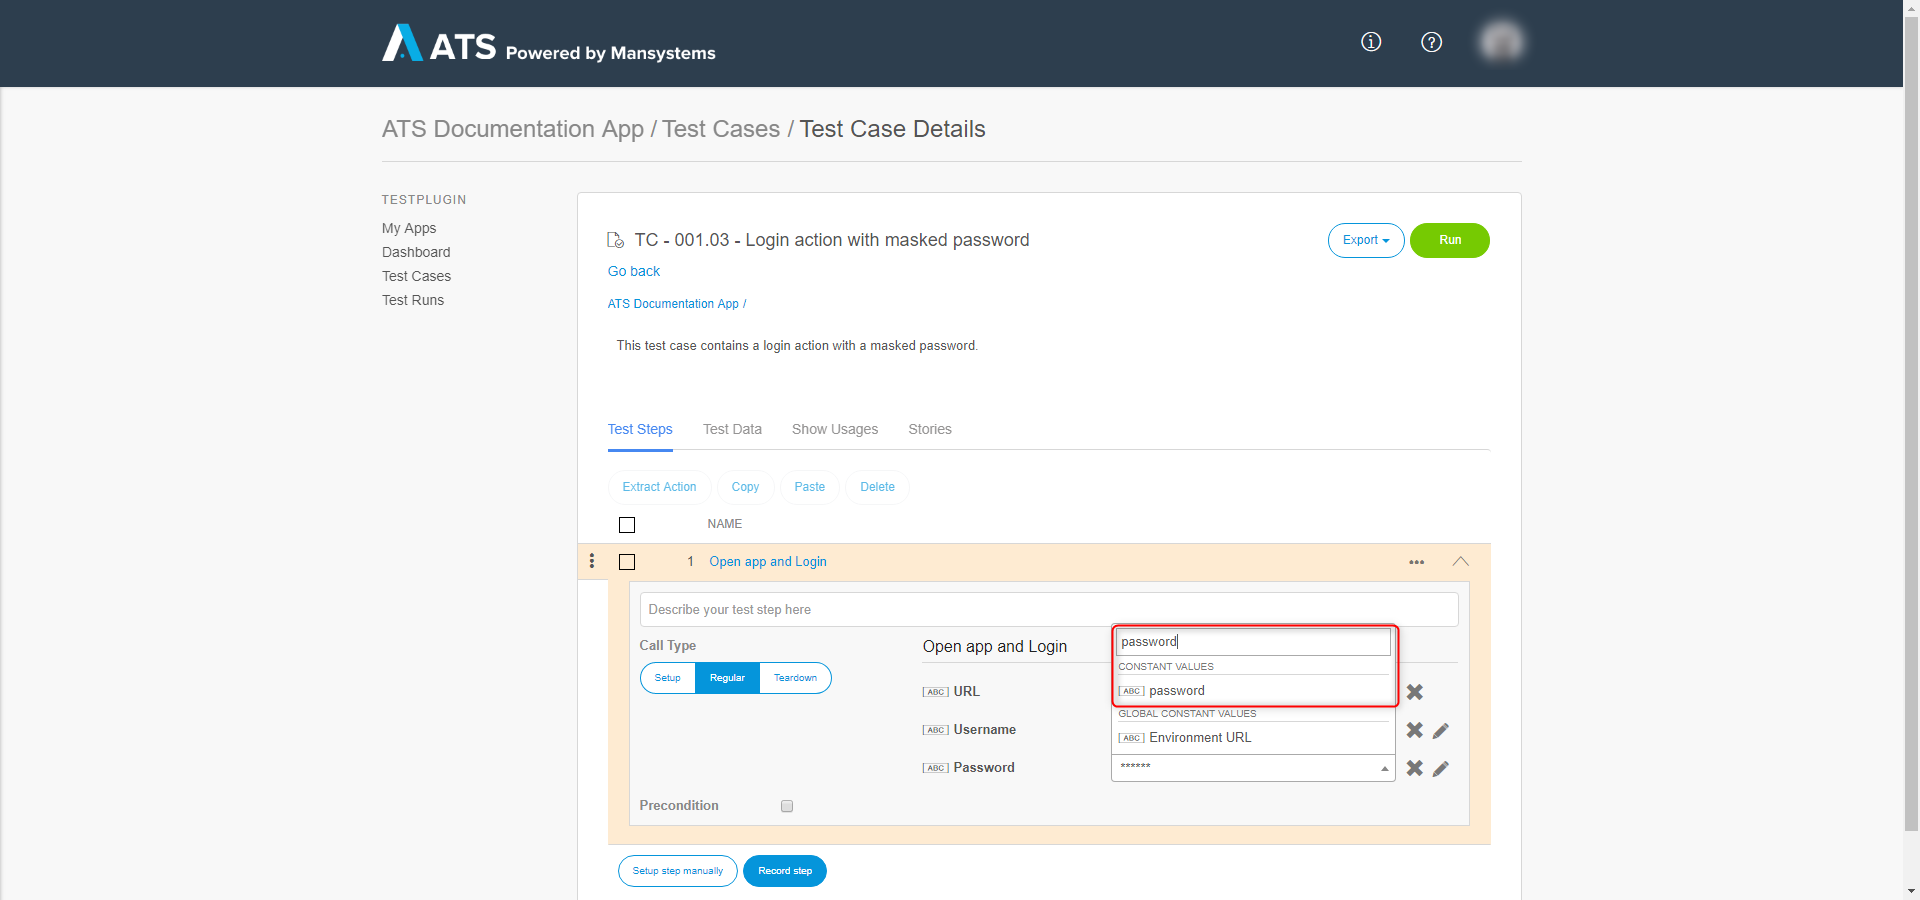 ATS Powered by Mansystems
ATS Documentation App / Test Cases / Test Case Details
TESTPLUGIN
My Apps
Dashboard
Test Cases
Test Runs
TC - 001.03 - Login action with masked password
Export
Run
Go back
ATS Documentation App /
This test case contains a login action with a masked password.
Test Steps Test Data Show Usages Stories
Extract Action Copy Paste Delete
NAME
1 Open app and Login
Describe your test step here
Call Type
Setup Regular Teardown
Precondition
Open app and Login
ABC URL
ABC Username
ABC Password
password
CONSTANT VALUES
ABC password
GLOBAL CONSTANT VALUES
ABC Environment URL
******
Setup step manually Record step